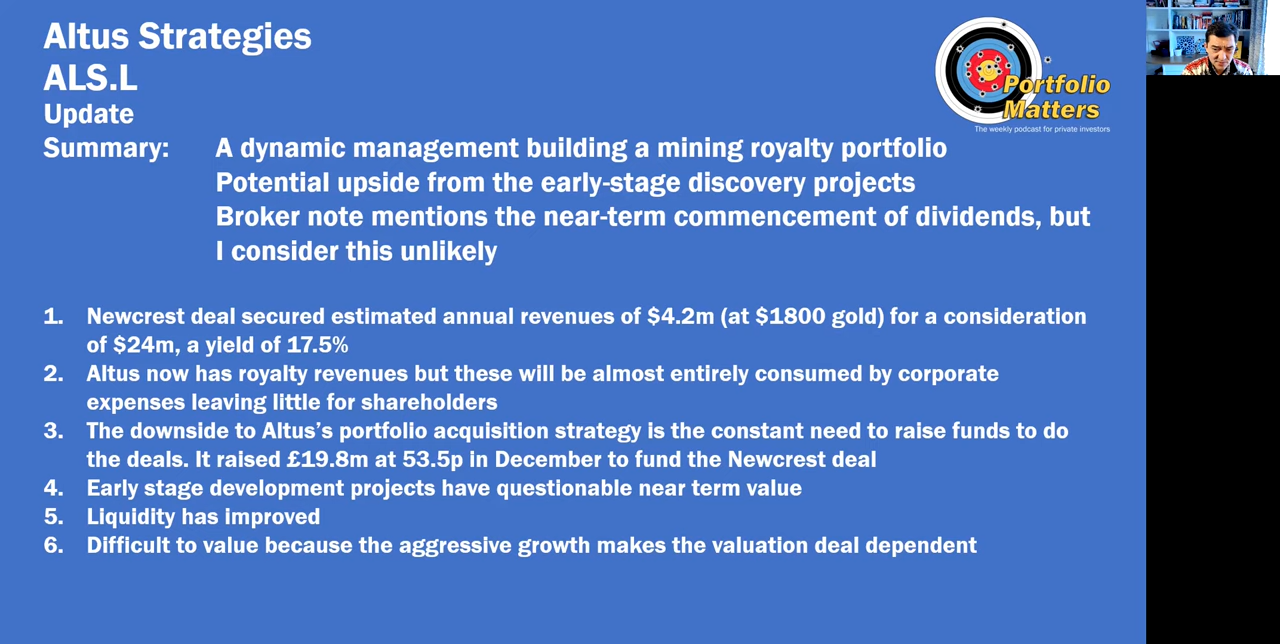 Altus Strategies
ALS.L
Update
Summary: A dynamic management building a mining royalty portfolio
Potential upside from the early-stage discovery projects
Broker note mentions the near-term commencement of dividends, but
I consider this unlikely
Portfolio
Matters
The weekly podcast for private investors
1. Newcrest deal secured estimated annual revenues of $4.2m (at $1800 gold) for a consideration
of $24m, a yield of 17.5%
2. Altus now has royalty revenues but these will be almost entirely consumed by corporate
expenses leaving little for shareholders
3. The downside to Altus's portfolio acquisition strategy is the constant need to raise funds to do
the deals. It raised £19.8m at 53.5p in December to fund the Newcrest deal
4. Early stage development projects have questionable near term value
5. Liquidity has improved
6. Difficult to value because the aggressive growth makes the valuation deal dependent